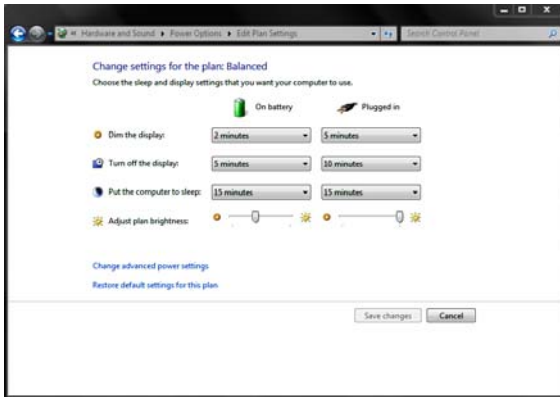 « Hardware and Sound ▸ Power Options ▸ Edit Plan Settings
Search Control Panel
Change settings for the plan: Balanced
Choose the sleep and display settings that you want your computer to use.
On battery Plugged in
Dim the display: 2 minutes 5 minutes
Turn off the display: 5 minutes 10 minutes
Put the computer to sleep: 15 minutes 15 minutes
Adjust plan brightness:
Change advanced power settings
Restore default settings for this plan
Save changes Cancel